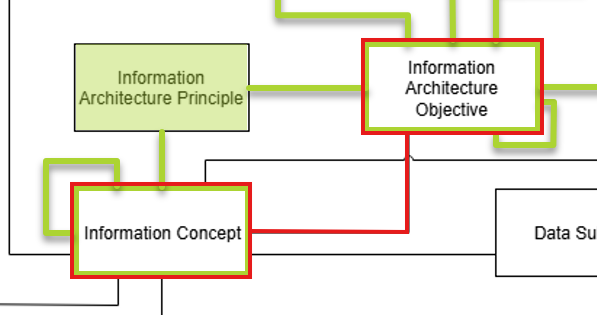 Information
Architecture
Objective
Information
Architecture Principle
Information Concept
Data Su